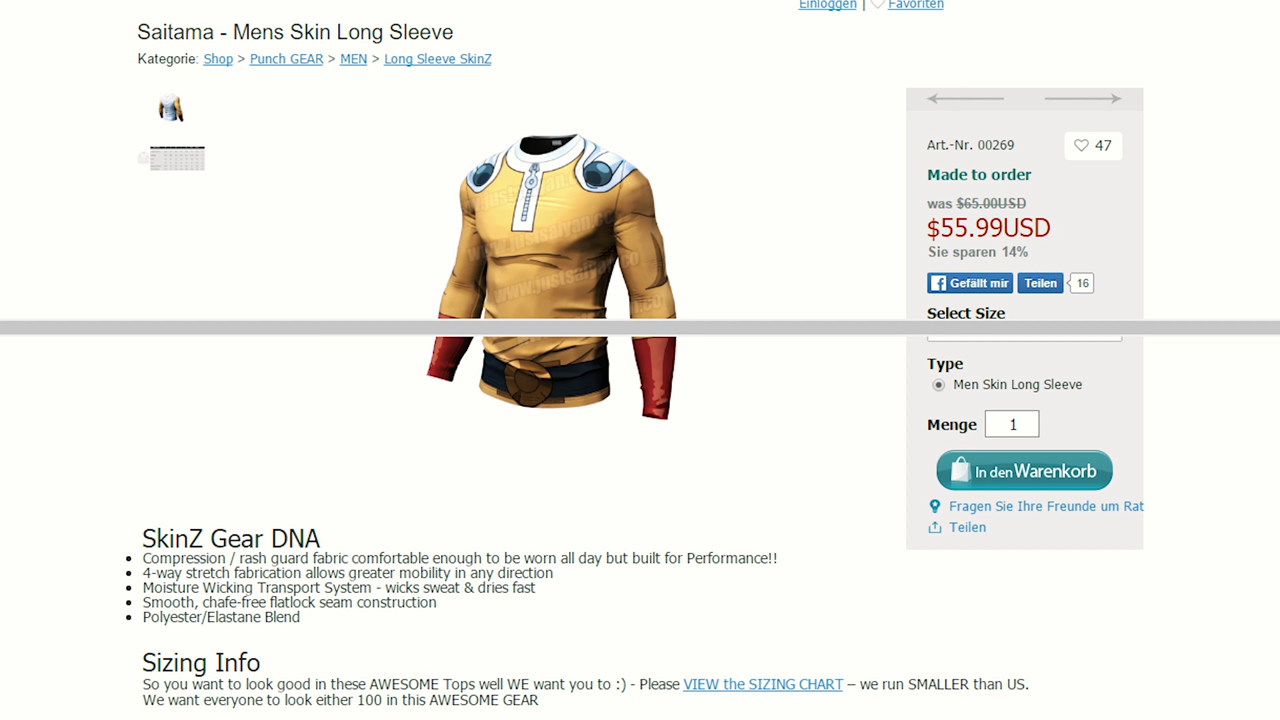 Einloggen | Favoriten
Saitama - Mens Skin Long Sleeve
Kategorie: Shop > Punch GEAR > MEN > Long Sleeve SkinZ
Art.-Nr. 00269
47
Made to order
was $65.00USD
$55.99USD
Sie sparen 14%
Gefällt mir
Teilen
16
Select Size
Type
Men Skin Long Sleeve
Menge 1
In den Warenkorb
Fragen Sie Ihre Freunde um Rat
Teilen
SkinZ Gear DNA
Compression / rash guard fabric comfortable enough to be worn all day but built for Performance!!
4-way stretch fabrication allows greater mobility in any direction
Moisture Wicking Transport System - wicks sweat & dries fast
Smooth, chafe-free flatlock seam construction
Polyester/Elastane Blend
Sizing Info
So you want to look good in these AWESOME Tops well WE want you to :) - Please VIEW the SIZING CHART – we run SMALLER than US.
We want everyone to look either 100 in this AWESOME GEAR